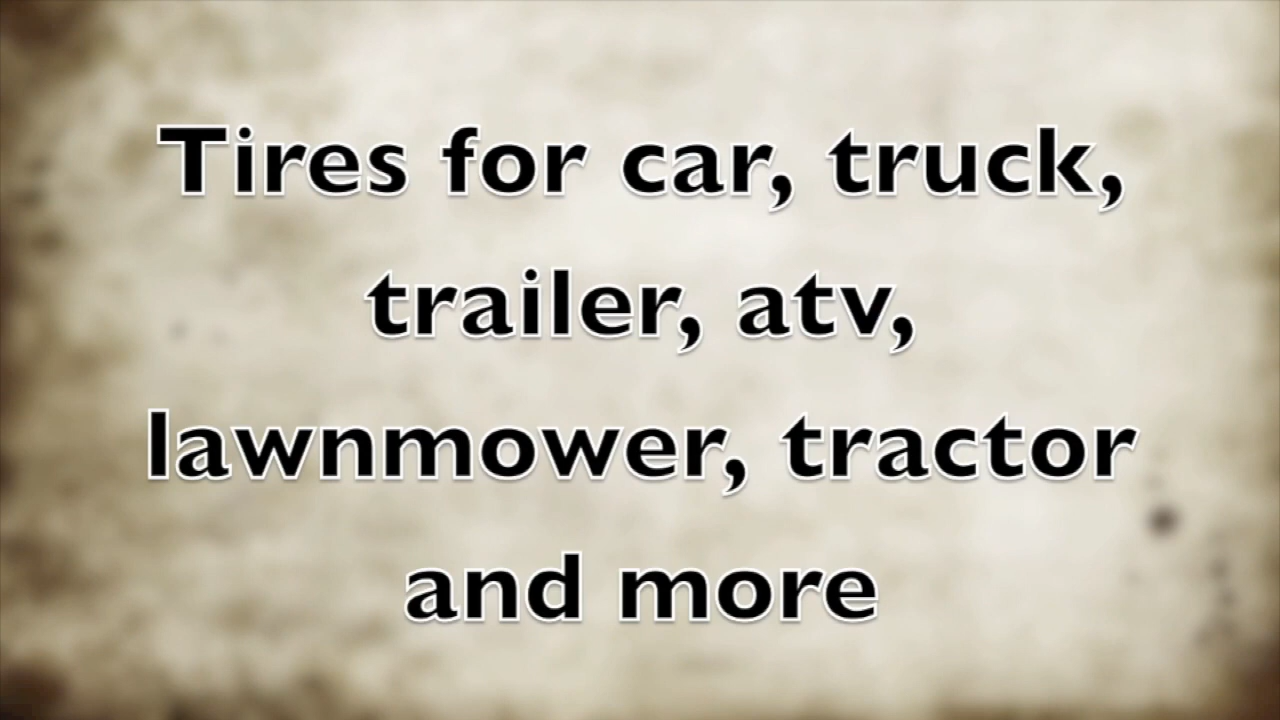 Tires for car, truck,
trailer, atv,
lawnmower, tractor
and more